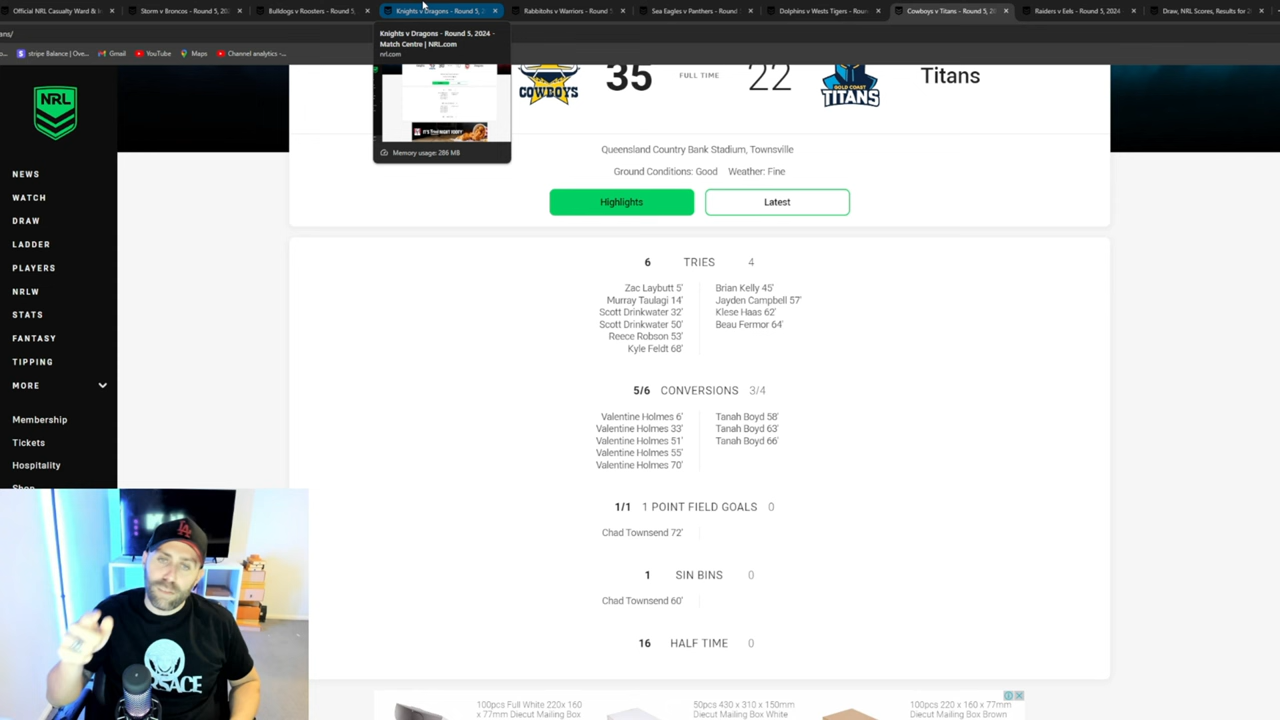 Official NRL Casualty Ward & I
Storm v Broncos - Round 5, 202
Bulldogs v Roosters - Round 5,
Knights v Dragons - Round 5, 2
Rabbitohs v Warriors - Round 5
Sea Eagles v Panthers - Round
Dolphins v Wests Tigers - Roun
Cowboys v Titans - Round 5, 20
Raiders v Eels - Round 5, 2024
Draw, NRL Scores, Results for 2
ans/
stripe Balance | Ove...
Gmail
YouTube
Maps
Channel analytics -...
Knights v Dragons - Round 5, 2024 -
Match Centre | NRL.com
nrl.com
Memory usage: 286 MB
NRL
NEWS
WATCH
DRAW
LADDER
PLAYERS
NRLW
STATS
FANTASY
TIPPING
MORE
Membership
Tickets
Hospitality
Shop
COWBOYS
35
FULL TIME
22
GOLD COAST
TITANS
Titans
Queensland Country Bank Stadium, Townsville
Ground Conditions: Good Weather: Fine
Highlights
Latest
6 TRIES 4
Zac Laybutt 5' Brian Kelly 45'
Murray Taulagi 14' Jayden Campbell 57'
Scott Drinkwater 32' Klese Haas 62'
Scott Drinkwater 50' Beau Fermor 64'
Reece Robson 53'
Kyle Feldt 68'
5/6 CONVERSIONS 3/4
Valentine Holmes 6' Tanah Boyd 58'
Valentine Holmes 33' Tanah Boyd 63'
Valentine Holmes 51' Tanah Boyd 66'
Valentine Holmes 55'
Valentine Holmes 70'
1/1 1 POINT FIELD GOALS 0
Chad Townsend 72'
1 SIN BINS 0
Chad Townsend 60'
16 HALF TIME 0
100pcs Full White 220x 160
x 77mm Diecut Mailing Box
50pcs 430 x 310 x 150mm
Diecut Mailing Box White
100pcs 220 x 160 x 77mm
Diecut Mailing Box Brown
LA